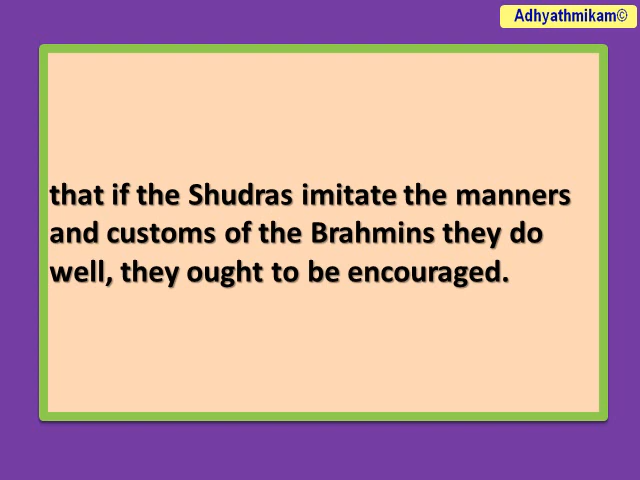 Adhyathmikam©
that if the Shudras imitate the manners
and customs of the Brahmins they do
well, they ought to be encouraged.